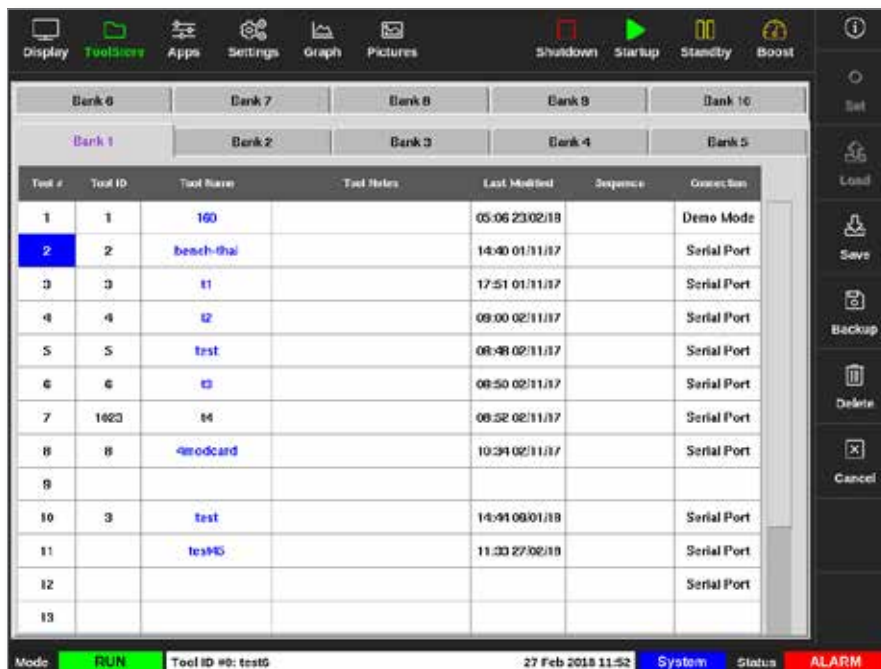 Display ToolStore Apps Settings Graph Pictures Shutdown Startup Standby Boost
Bank 6 Bank 7 Bank 8 Bank 9 Bank 10 Set
Bank 1 Bank 2 Bank 3 Bank 4 Bank 5
Tool # Tool ID Tool Name Tool Notes Last Modified Sequence Connection Load
1 1 160 05:06 23/02/18 Demo Mode
2 2 bench-thai 14:40 01/11/17 Serial Port Save
3 3 t1 17:51 01/11/17 Serial Port
4 4 t2 09:00 02/11/17 Serial Port
Backup
5 5 test 08:48 02/11/17 Serial Port
6 6 t3 08:50 02/11/17 Serial Port
Delete
7 1623 t4 08:52 02/11/17 Serial Port
8 8 4modcard 10:34 02/11/17 Serial Port
9 Cancel
10 3 test 14:44 Serial Port
11 test45 11:33 27/02/18 Serial Port
12 Serial Port
13
Mode RUN Tool ID #0: test6 27 Feb 2018 11:52 System Status ALARM